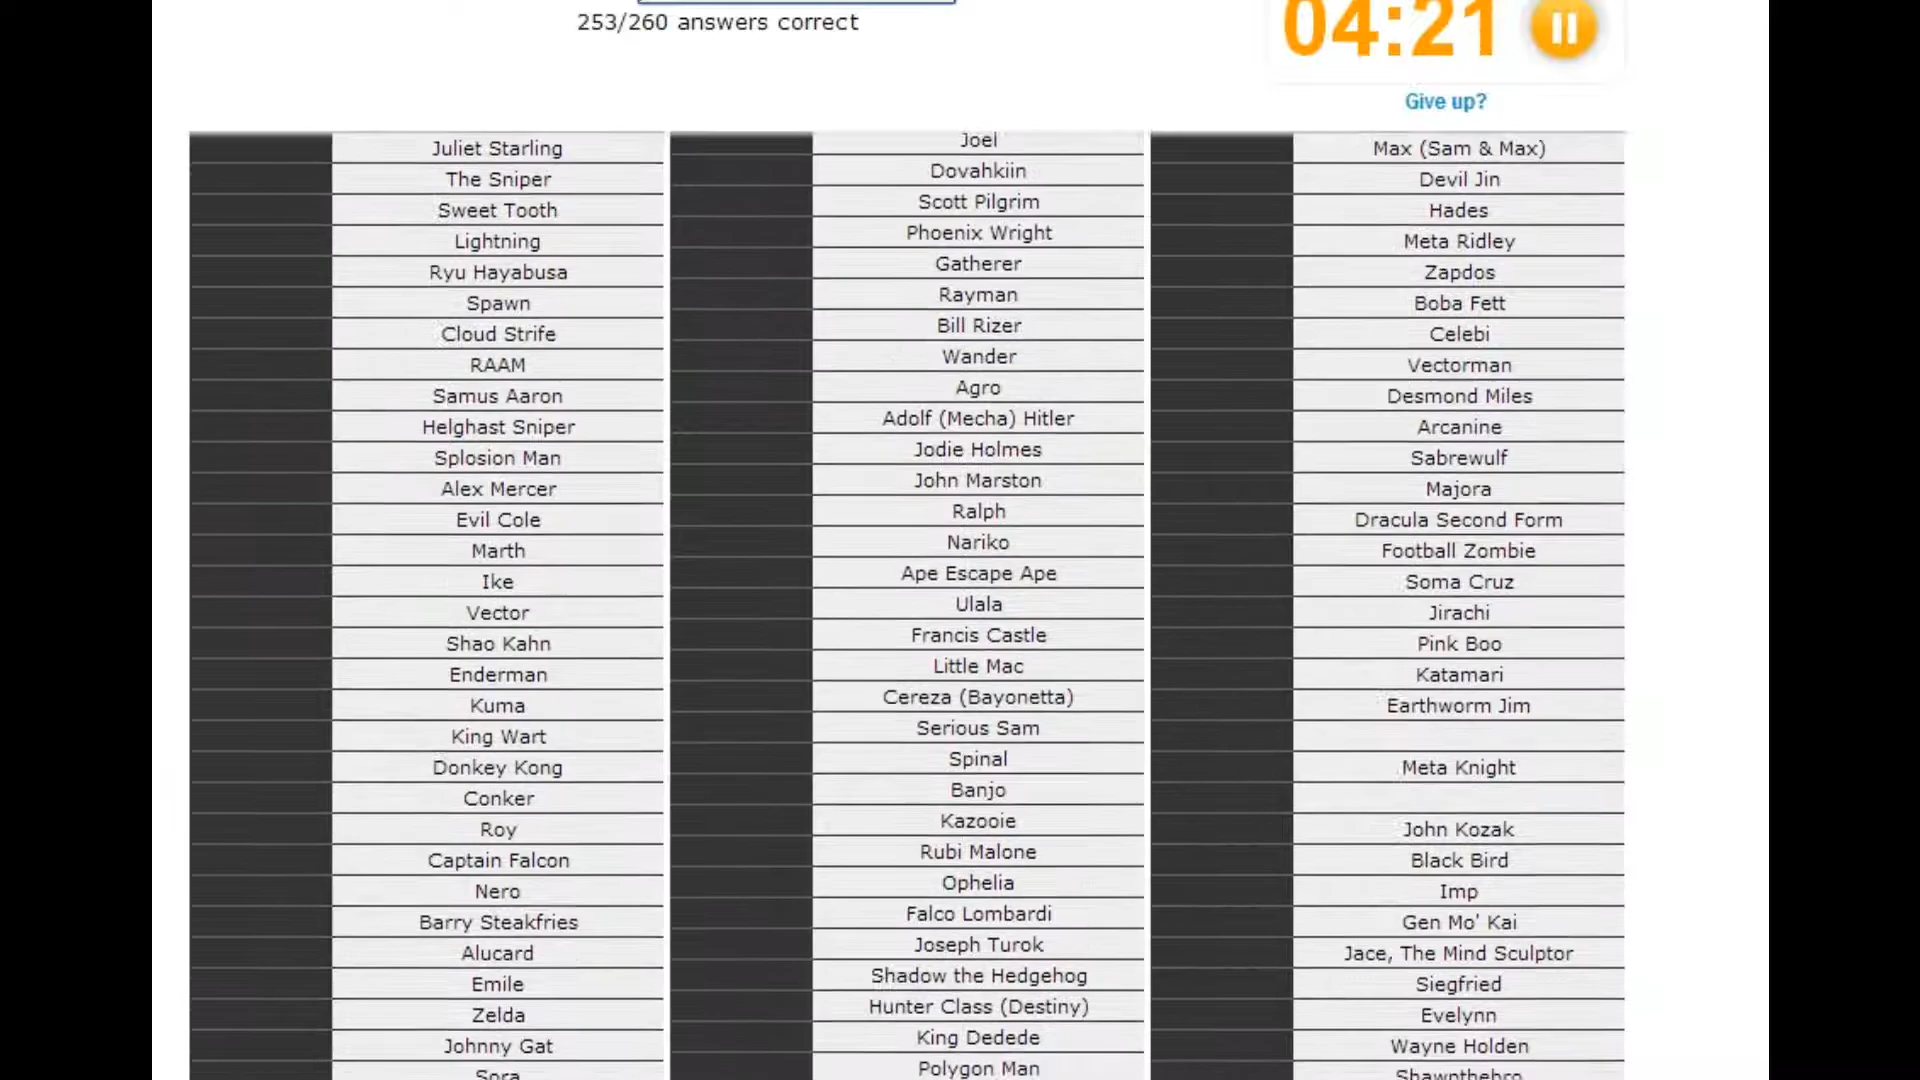 253/260 answers correct
04:21
Give up?
Juliet Starling
The Sniper
Sweet Tooth
Lightning
Ryu Hayabusa
Spawn
Cloud Strife
RAAM
Samus Aaron
Helghast Sniper
Splosion Man
Alex Mercer
Evil Cole
Marth
Ike
Vector
Shao Kahn
Enderman
Kuma
King Wart
Donkey Kong
Conker
Roy
Captain Falcon
Nero
Barry Steakfries
Alucard
Emile
Zelda
Johnny Gat
Sora
Joel
Dovahkiin
Scott Pilgrim
Phoenix Wright
Gatherer
Rayman
Bill Rizer
Wander
Agro
Adolf (Mecha) Hitler
Jodie Holmes
John Marston
Ralph
Nariko
Ape Escape Ape
Ulala
Francis Castle
Little Mac
Cereza (Bayonetta)
Serious Sam
Spinal
Banjo
Kazooie
Rubi Malone
Ophelia
Falco Lombardi
Joseph Turok
Shadow the Hedgehog
Hunter Class (Destiny)
King Dedede
Polygon Man
Max (Sam & Max)
Devil Jin
Hades
Meta Ridley
Zapdos
Boba Fett
Celebi
Vectorman
Desmond Miles
Arcanine
Sabrewulf
Majora
Dracula Second Form
Football Zombie
Soma Cruz
Jirachi
Pink Boo
Katamari
Earthworm Jim
Meta Knight
John Kozak
Black Bird
Imp
Gen Mo' Kai
Jace, The Mind Sculptor
Siegfried
Evelynn
Wayne Holden
Shawnthebro